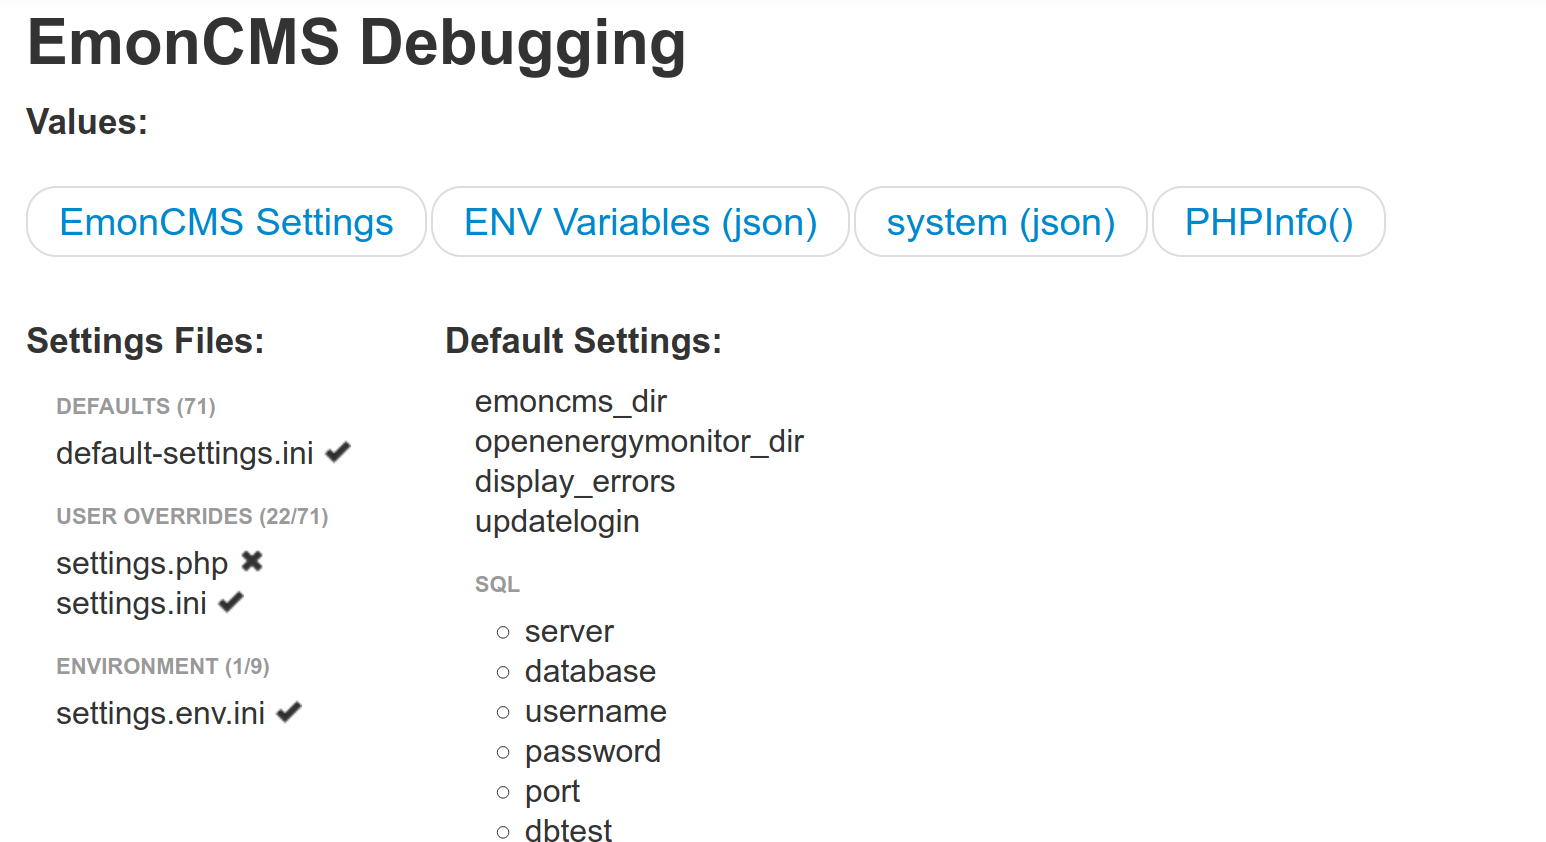 EmonCMS Debugging
Values:
EmonCMS Settings ENV Variables (json) system (json) PHPInfo()
Settings Files:
DEFAULTS (71)
default-settings.ini
USER OVERRIDES (22/71)
settings.php
settings.ini
ENVIRONMENT (1/9)
settings.env.ini
Default Settings:
emoncms_dir
openenergymonitor_dir
display_errors
updatelogin
SQL
server
database
username
password
port
dbtest